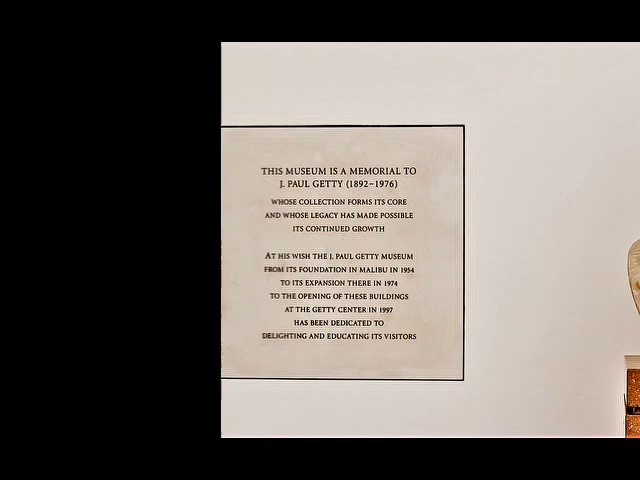 THIS MUSEUM IS A MEMORIAL TO
J. PAUL GETTY (1892–1976)
WHOSE COLLECTION FORMS ITS CORE
AND WHOSE LEGACY HAS MADE POSSIBLE
ITS CONTINUED GROWTH
AT HIS WISH THE J. PAUL GETTY MUSEUM
FROM ITS FOUNDATION IN MALIBU IN 1954
TO ITS EXPANSION THERE IN 1974
TO THE OPENING OF THESE BUILDINGS
AT THE GETTY CENTER IN 1997
HAS BEEN DEDICATED TO
DELIGHTING AND EDUCATING ITS VISITORS